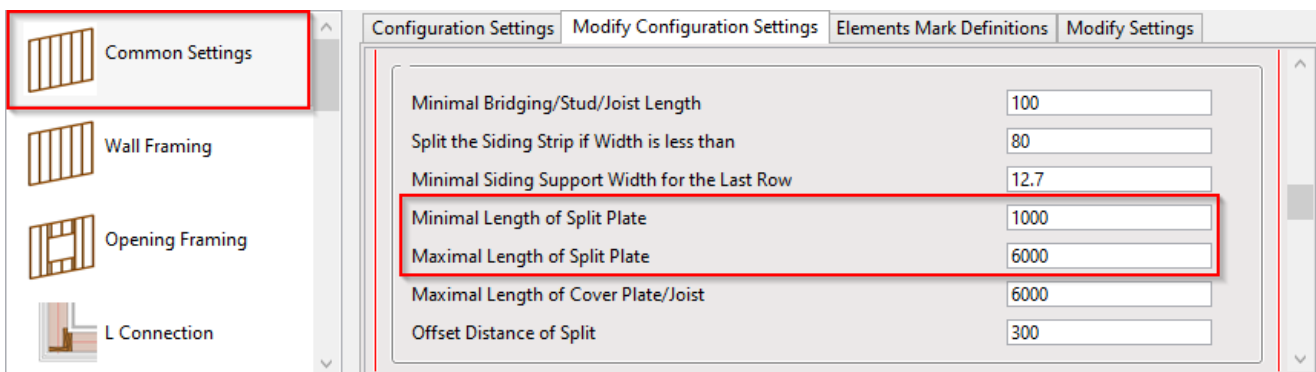 Common Settings
Wall Framing
Opening Framing
L Connection
Configuration Settings Modify Configuration Settings Elements Mark Definitions Modify Settings
Minimal Bridging/Stud/Joist Length 100
Split the Siding Strip if Width is less than 80
Minimal Siding Support Width for the Last Row 12.7
Minimal Length of Split Plate 1000
Maximal Length of Split Plate 6000
Maximal Length of Cover Plate/Joist 6000
Offset Distance of Split 300